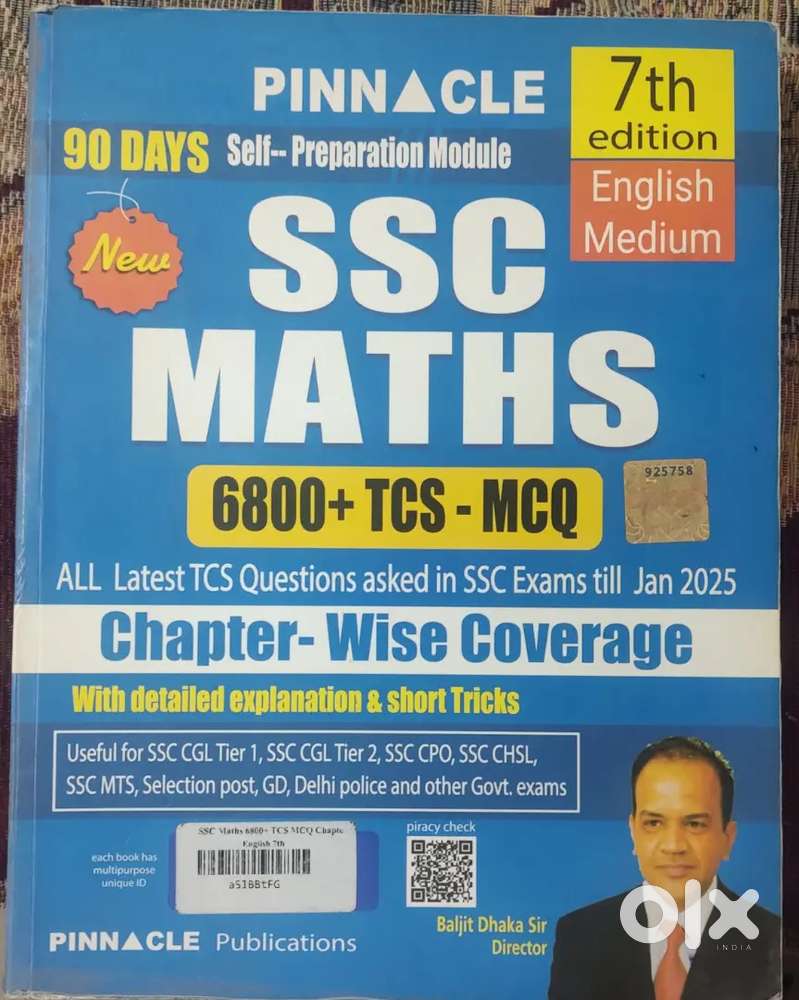 PINNACLE
7th
edition
English
Medium
90 DAYS Self-- Preparation Module
New
SSC
MATHS
6800+ TCS - MCQ
925758
ALL Latest TCS Questions asked in SSC Exams till Jan 2025
Chapter- Wise Coverage
With detailed explanation & short Tricks
Useful for SSC CGL Tier 1, SSC CGL Tier 2, SSC CPO, SSC CHSL,
SSC MTS, Selection post, GD, Delhi police and other Govt. exams
each book has
multipurpose
unique ID
SSC Maths 6800+ TCS MCQ Chapte
English 7th
aSIBBtFG
piracy check
Baljit Dhaka Sir
Director
PINNACLE Publications
olx
INDIA